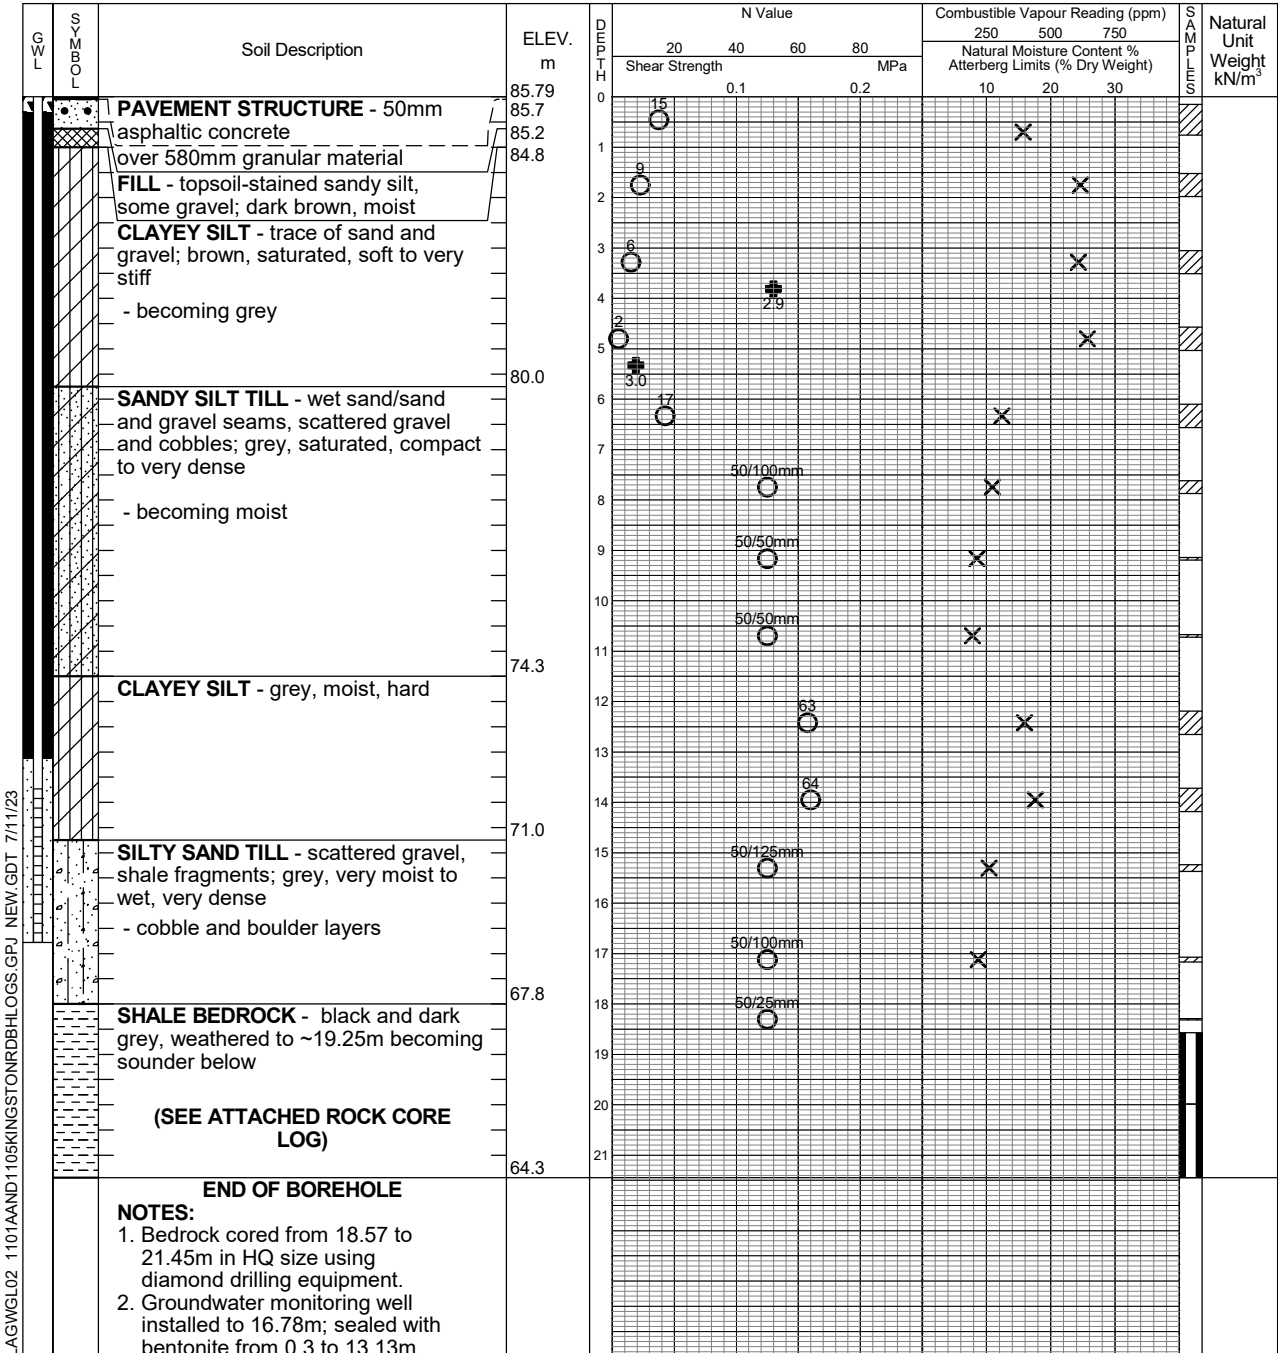 GWL
SYMBOL
Soil Description
ELEV.
m
DEPTH
N Value
20 40 60 80
Shear Strength MPa
0.1 0.2
Combustible Vapour Reading (ppm)
250 500 750
Natural Moisture Content %
Atterberg Limits (% Dry Weight)
10 20 30
SAMPLES
Natural
Unit
Weight
kN/m3
85.79
0
PAVEMENT STRUCTURE - 50mm
asphaltic concrete
over 580mm granular material
85.7
85.2
84.8
FILL - topsoil-stained sandy silt,
some gravel; dark brown, moist
CLAYEY SILT - trace of sand and
gravel; brown, saturated, soft to very
stiff
- becoming grey
80.0
SANDY SILT TILL - wet sand/sand
and gravel seams, scattered gravel
and cobbles; grey, saturated, compact
to very dense
- becoming moist
74.3
CLAYEY SILT - grey, moist, hard
71.0
SILTY SAND TILL - scattered gravel,
shale fragments; grey, very moist to
wet, very dense
- cobble and boulder layers
67.8
SHALE BEDROCK - black and dark
grey, weathered to ~19.25m becoming
sounder below
(SEE ATTACHED ROCK CORE
LOG)
64.3
END OF BOREHOLE
NOTES:
1. Bedrock cored from 18.57 to
21.45m in HQ size using
diamond drilling equipment.
2. Groundwater monitoring well
installed to 16.78m; sealed with
bentonite from 0.3 to 13.13m
1
2
3
4
5
6
7
8
9
10
11
12
13
14
15
16
17
18
19
20
21
15
9
6
2.9
2
3.0
17
50/100mm
50/50mm
50/50mm
63
64
50/125mm
50/100mm
50/25mm
LAGWGL02 1101AAND1105KINGSTONRDBHLOGS.GPJ NEW.GDT 7/11/23